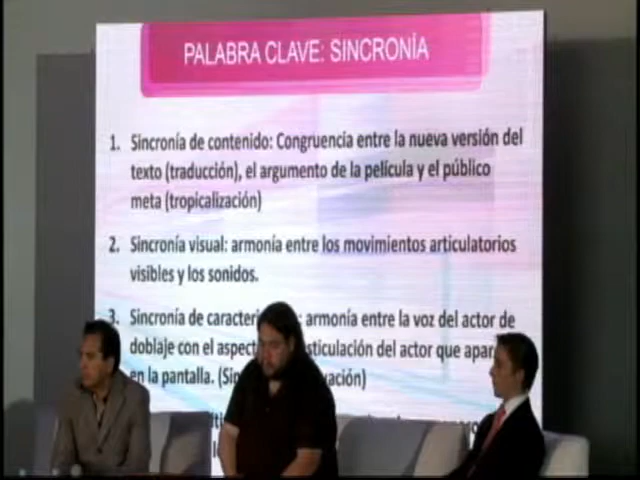 PALABRA CLAVE: SINCRONÍA
1. Sincronía de contenido: Congruencia entre la nueva versión del
texto (traducción), el argumento de la película y el público
meta (tropicalización)
2. Sincronía visual: armonía entre los movimientos articulatorios
visibles y los sonidos.
3. Sincronía de armonía entre la voz del actor de
doblaje con el del actor que
en la pantalla.